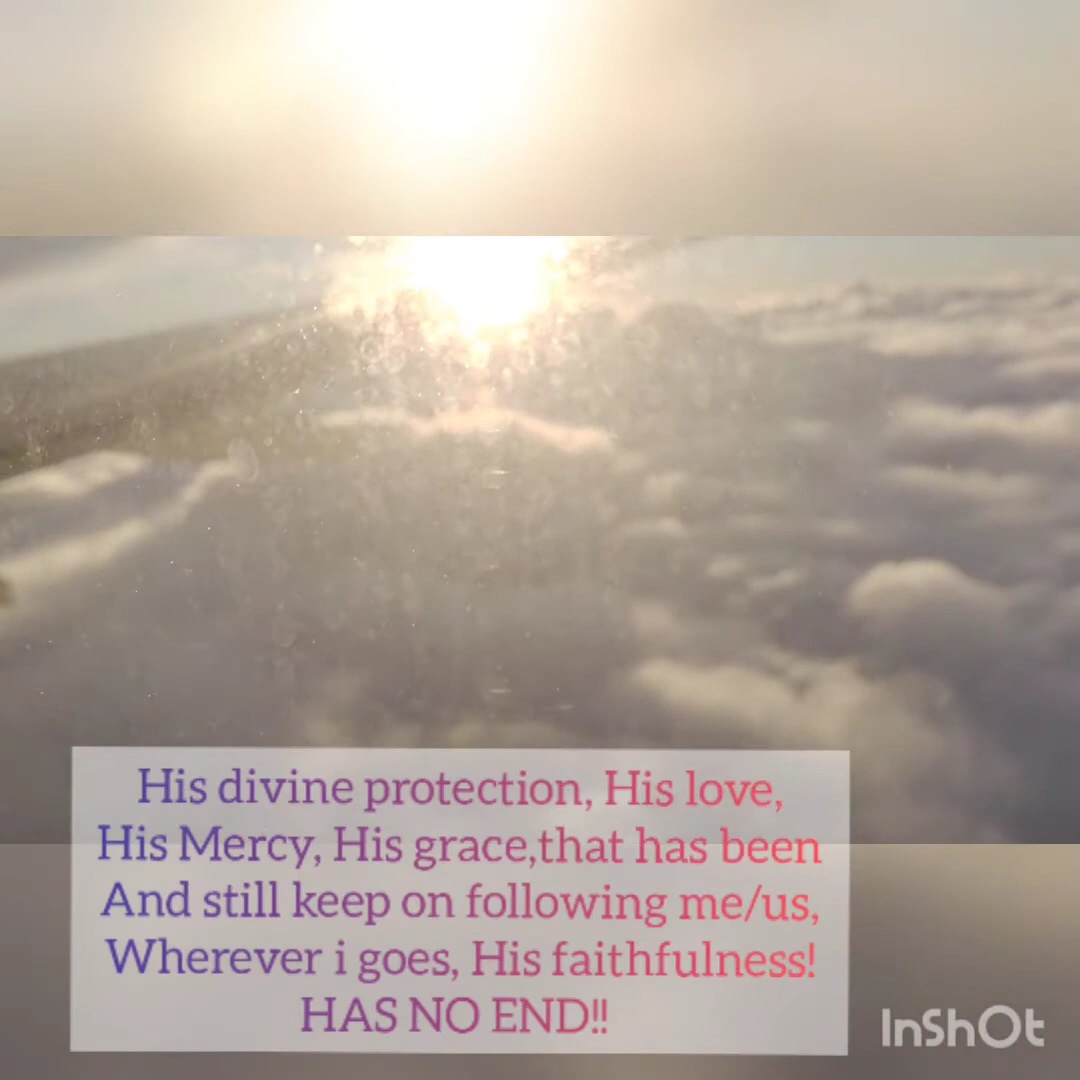 His divine protection, His love,
His Mercy, His grace,that has been
And still keep on following me/us,
Wherever i goes, His faithfulness!
HAS NO END!!
InShOt